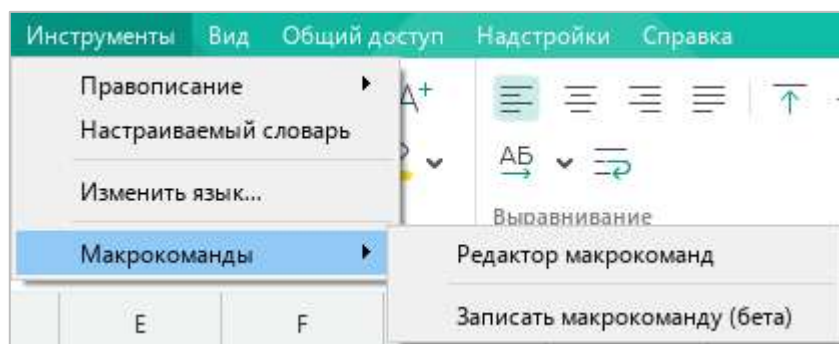 Инструменты Вид Общий доступ Надстройки Справка
Правописание
Настраиваемый словарь
Изменить язык...
Макрокоманды
А+
АБ
Выравнивание
Редактор макрокоманд
Записать макрокоманду (бета)
E F